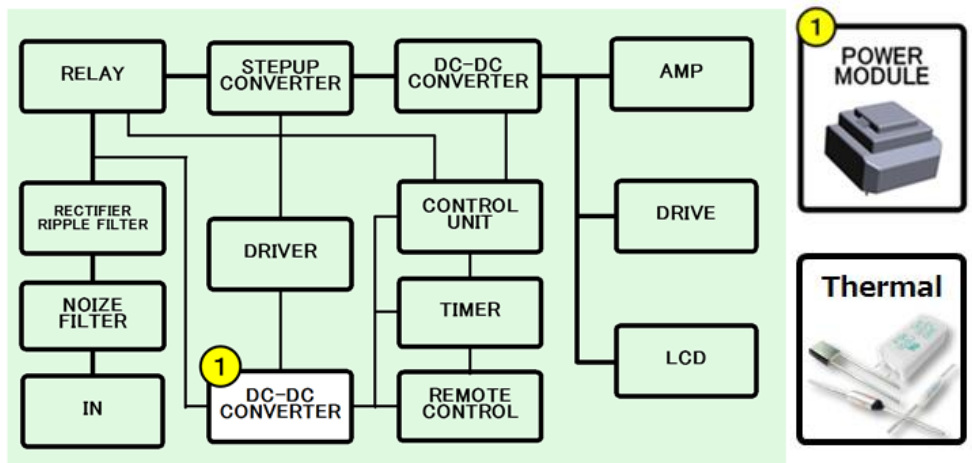 RELAY
STEPUP
CONVERTER
DC-DC
CONVERTER
AMP
RECTIFIER
RIPPLE FILTER
DRIVER
CONTROL
UNIT
DRIVE
NOIZE
FILTER
TIMER
LCD
IN
1
DC-DC
CONVERTER
REMOTE
CONTROL
1
POWER
MODULE
Thermal